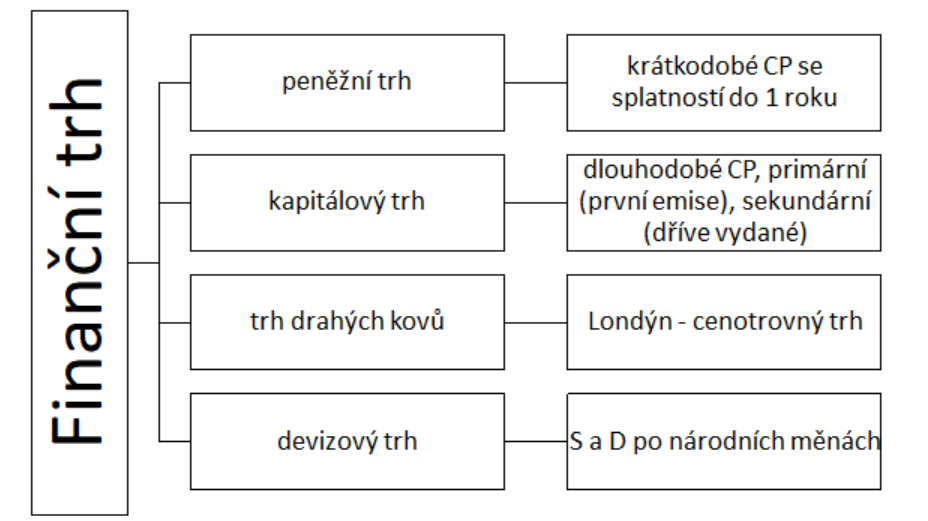 Finanční trh
peněžní trh
krátkodobé CP se
splatností do 1 roku
kapitálový trh
dlouhodobé CP, primární
(první emise), sekundární
(dříve vydané)
trh drahých kovů
Londýn - cenotrovný trh
devizový trh
S a D po národních měnách